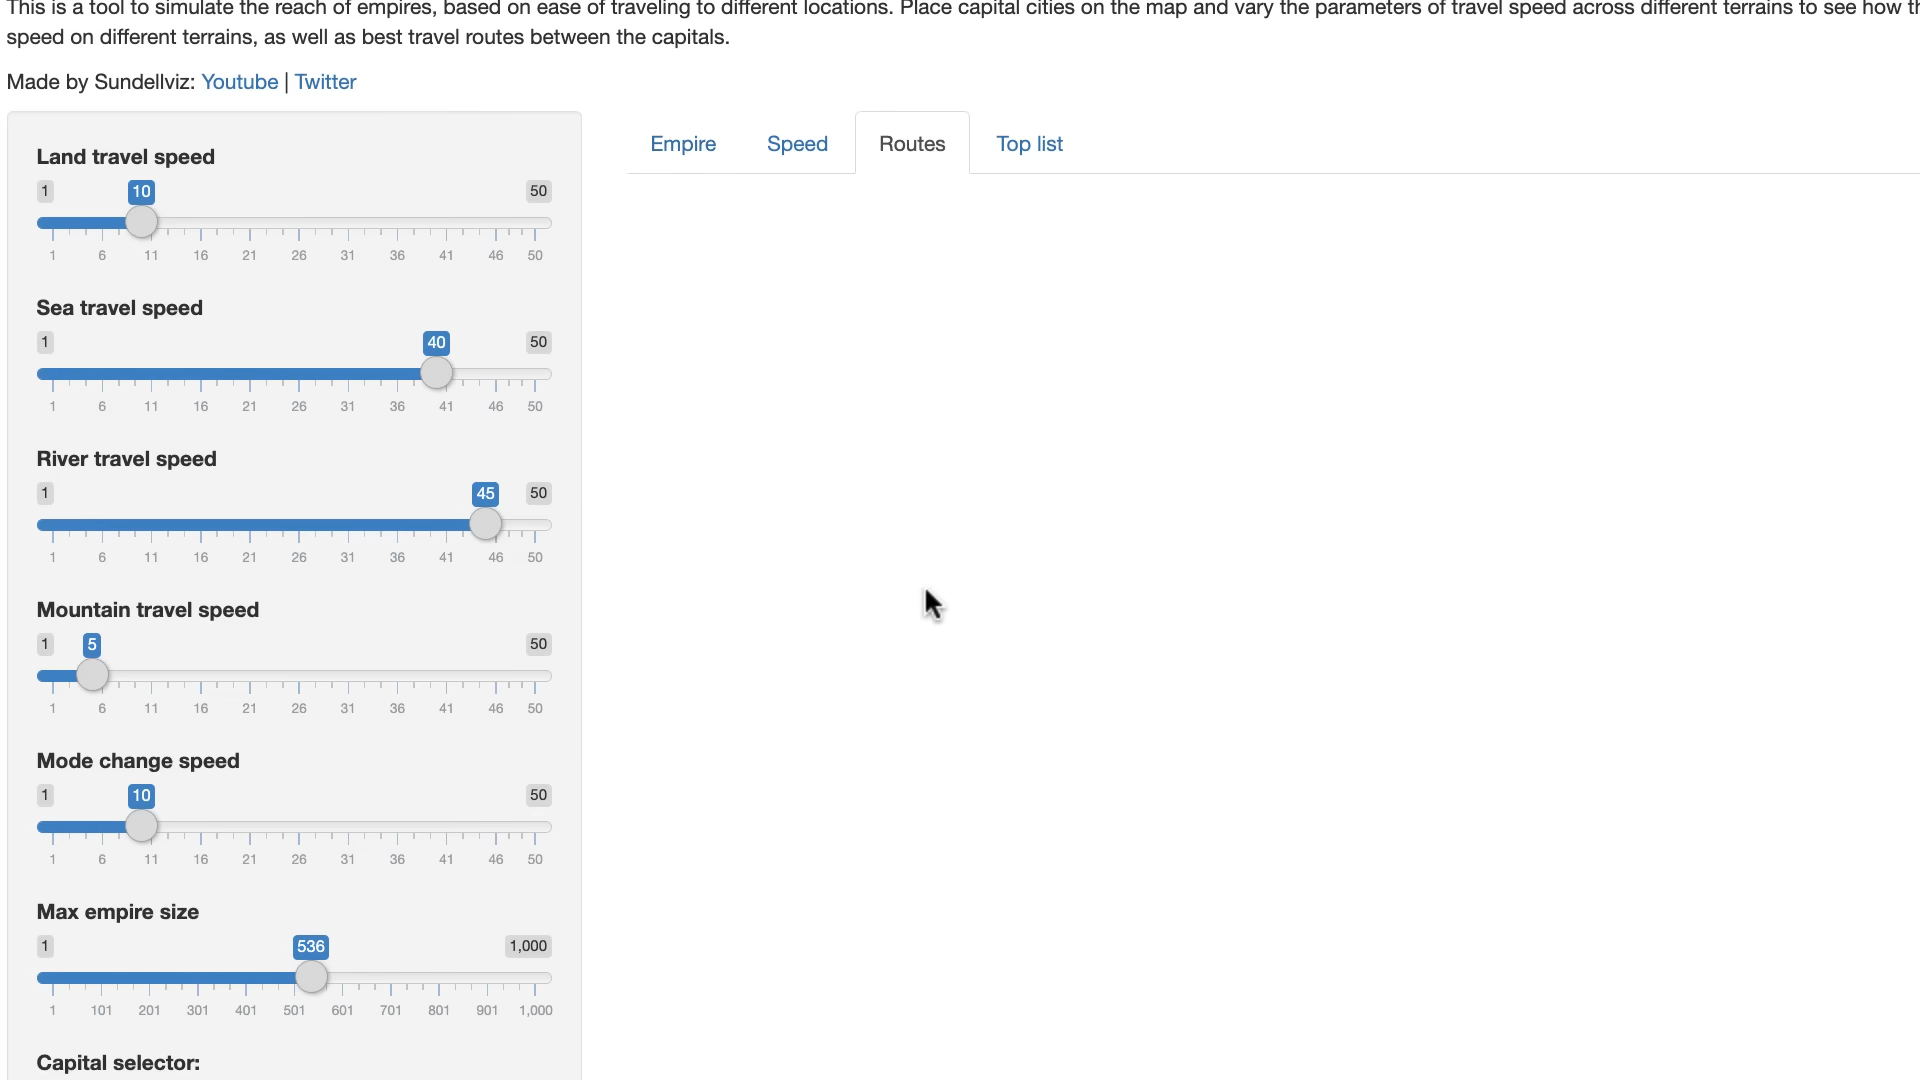 This is a tool to simulate the reach of empires, based on ease of traveling to different locations. Place capital cities on the map and vary the parameters of travel speed across different terrains to see how
speed on different terrains, as well as best travel routes between the capitals.
Made by Sundellviz: Youtube | Twitter
Empire Speed Routes Top list
Land travel speed
1 10 50
1 6 11 16 21 26 31 36 41 46 50
Sea travel speed
1 40 50
1 6 11 16 21 26 31 36 41 46 50
River travel speed
1 45 50
1 6 11 16 21 26 31 36 41 46 50
Mountain travel speed
1 5 50
1 6 11 16 21 26 31 36 41 46 50
Mode change speed
1 10 50
1 6 11 16 21 26 31 36 41 46 50
Max empire size
1 536 1,000
1 101 201 301 401 501 601 701 801 901 1,000
Capital selector: